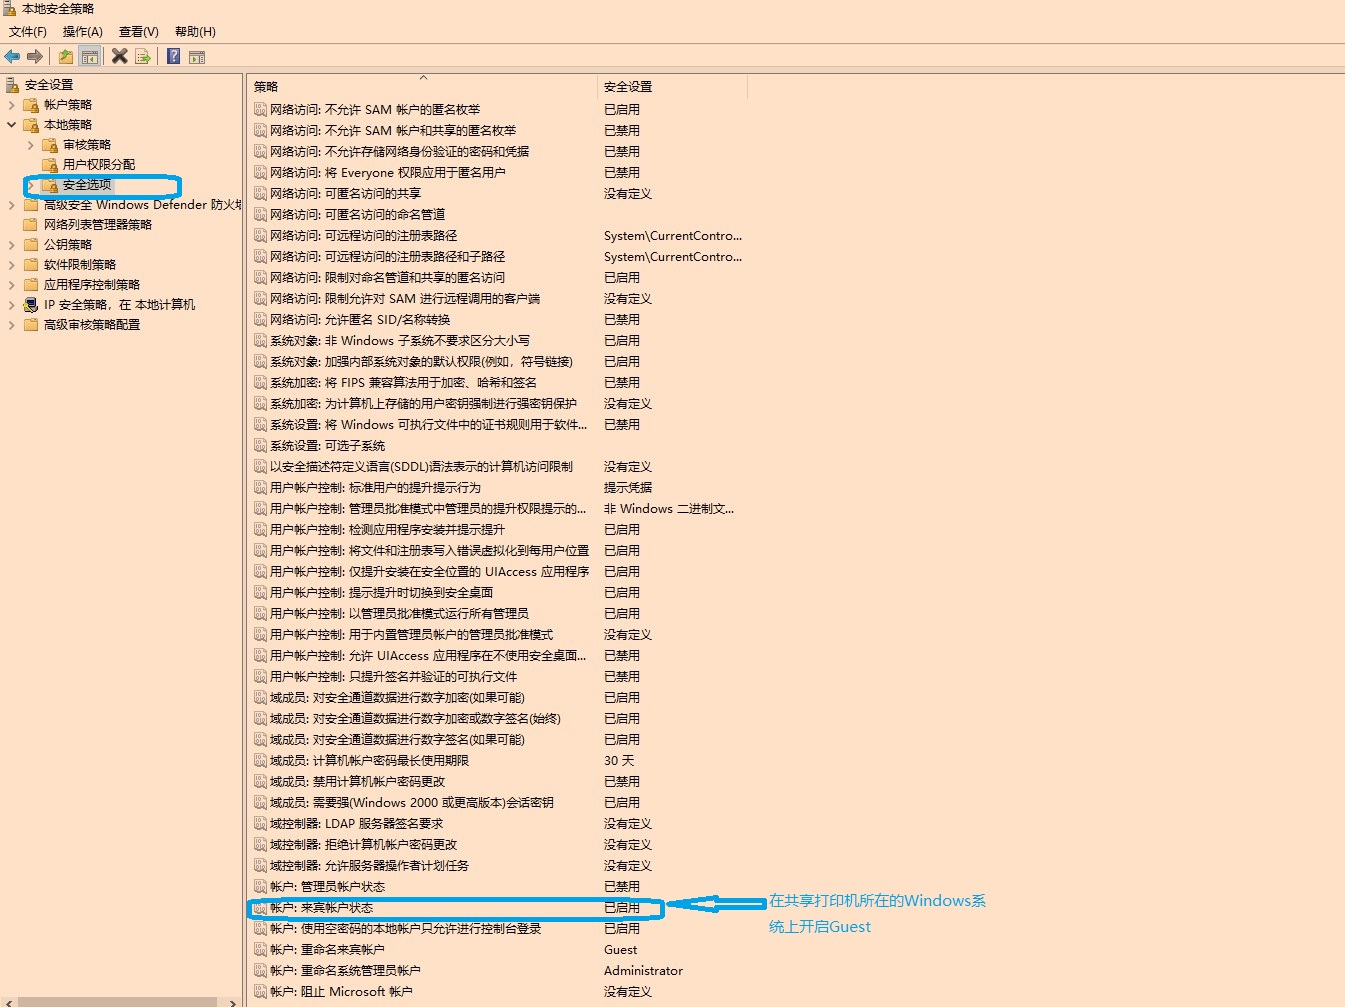 本地安全策略
文件(F) 操作(A) 查看(V) 帮助(H)
安全设置
帐户策略
本地策略
审核策略
用户权限分配
安全选项
高级安全 Windows Defender 防火墙
网络列表管理器策略
公钥策略
软件限制策略
应用程序控制策略
IP 安全策略，在 本地计算机
高级审核策略配置
策略 安全设置
网络访问: 不允许 SAM 帐户的匿名枚举 已启用
网络访问: 不允许 SAM 帐户和共享的匿名枚举 已禁用
网络访问: 不允许存储网络身份验证的密码和凭据 已禁用
网络访问: 将 Everyone 权限应用于匿名用户 已禁用
网络访问: 可匿名访问的共享 没有定义
网络访问: 可匿名访问的命名管道
网络访问: 可远程访问的注册表路径 System\CurrentContro...
网络访问: 可远程访问的注册表路径和子路径 System\CurrentContro...
网络访问: 限制对命名管道和共享的匿名访问 已启用
网络访问: 限制允许对 SAM 进行远程调用的客户端 没有定义
网络访问: 允许匿名 SID/名称转换 已禁用
系统对象: 非 Windows 子系统不要求区分大小写 已启用
系统对象: 加强内部系统对象的默认权限(例如，符号链接) 已启用
系统加密: 将 FIPS 兼容算法用于加密、哈希和签名 已禁用
系统加密: 为计算机上存储的用户密钥强制进行强密钥保护 没有定义
系统设置: 将 Windows 可执行文件中的证书规则用于软件... 已禁用
系统设置: 可选子系统
以安全描述符定义语言(SDDL)语法表示的计算机访问限制 没有定义
用户帐户控制: 标准用户的提升提示行为 提示凭据
用户帐户控制: 管理员批准模式中管理员的提升权限提示的... 非 Windows 二进制文...
用户帐户控制: 检测应用程序安装并提示提升 已启用
用户帐户控制: 将文件和注册表写入错误虚拟化到每用户位置 已启用
用户帐户控制: 仅提升安装在安全位置的 UIAccess 应用程序 已启用
用户帐户控制: 提示提升时切换到安全桌面 已启用
用户帐户控制: 以管理员批准模式运行所有管理员 已启用
用户帐户控制: 用于内置管理员帐户的管理员批准模式 没有定义
用户帐户控制: 允许 UIAccess 应用程序在不使用安全桌面... 已禁用
用户帐户控制: 只提升签名并验证的可执行文件 已禁用
域成员: 对安全通道数据进行数字加密(如果可能) 已启用
域成员: 对安全通道数据进行数字加密或数字签名(始终) 已启用
域成员: 对安全通道数据进行数字签名(如果可能) 已启用
域成员: 计算机帐户密码最长使用期限 30 天
域成员: 禁用计算机帐户密码更改 已禁用
域成员: 需要强(Windows 2000 或更高版本)会话密钥 已启用
域控制器: LDAP 服务器签名要求 没有定义
域控制器: 拒绝计算机帐户密码更改 没有定义
域控制器: 允许服务器操作者计划任务 没有定义
帐户: 管理员帐户状态 已禁用
帐户: 来宾帐户状态 已启用
在共享打印机所在的Windows系
统上开启Guest
帐户: 使用空密码的本地帐户只允许进行控制台登录 已启用
帐户: 重命名来宾帐户 Guest
帐户: 重命名系统管理员帐户 Administrator
帐户: 阻止 Microsoft 帐户 没有定义